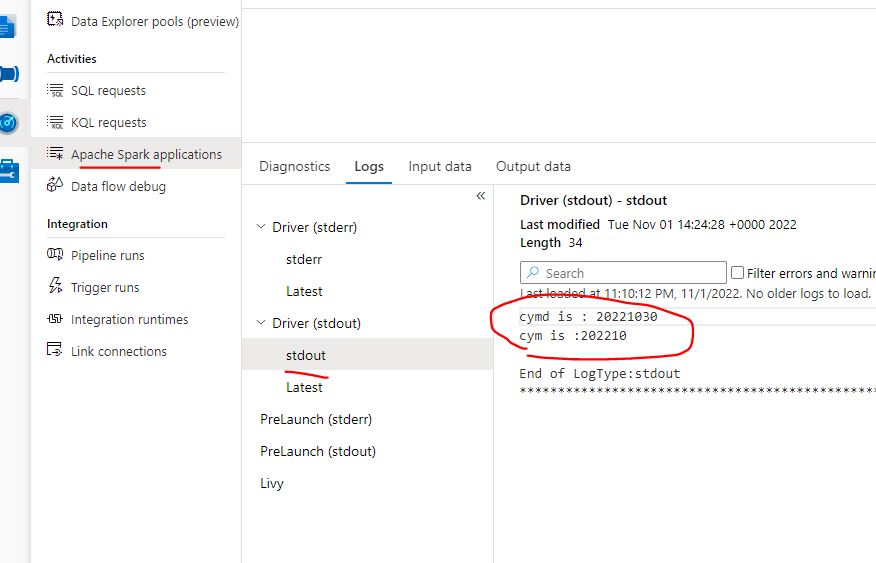 Data Explorer pools (preview)
Activities
SQL requests
KQL requests
Apache Spark applications
Data flow debug
Integration
Pipeline runs
Trigger runs
Integration runtimes
Link connections
Diagnostics Logs Input data Output data
«
Driver (stderr)
stderr
Latest
Driver (stdout)
stdout
Latest
PreLaunch (stderr)
PreLaunch (stdout)
Livy
Driver (stdout) - stdout
Last modified Tue Nov 01 14:24:28 +0000 2022
Length 34
Search Filter errors and warnin
Last loaded at 11:10:12 PM, 11/1/2022. No older logs to load.
cymd is : 20221030
cym is :202210
End of LogType:stdout
***********************************************